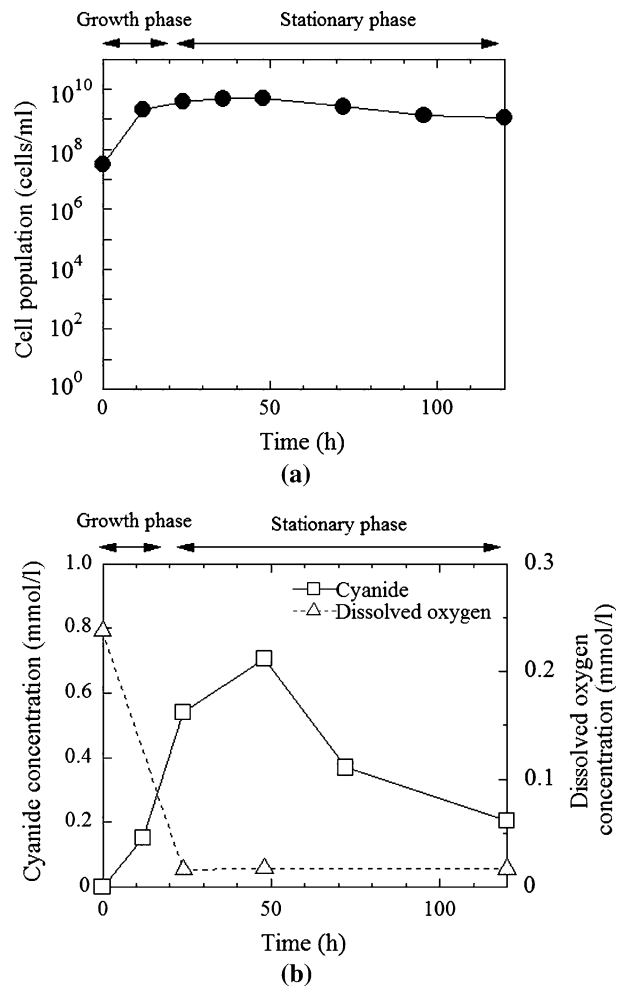 Growth phase Stationary phase
Cell population (cells/ml)
10^10
10^8
10^6
10^4
10^2
10^0
0 50 100
Time (h)
(a)
Growth phase Stationary phase
Cyanide concentration (mmol/l)
1.0
0.8
0.6
0.4
0.2
0
Cyanide
Dissolved oxygen
0.3
0.2
0.1
0
Dissolved oxygen
concentration (mmol/l)
0 50 100
Time (h)
(b)